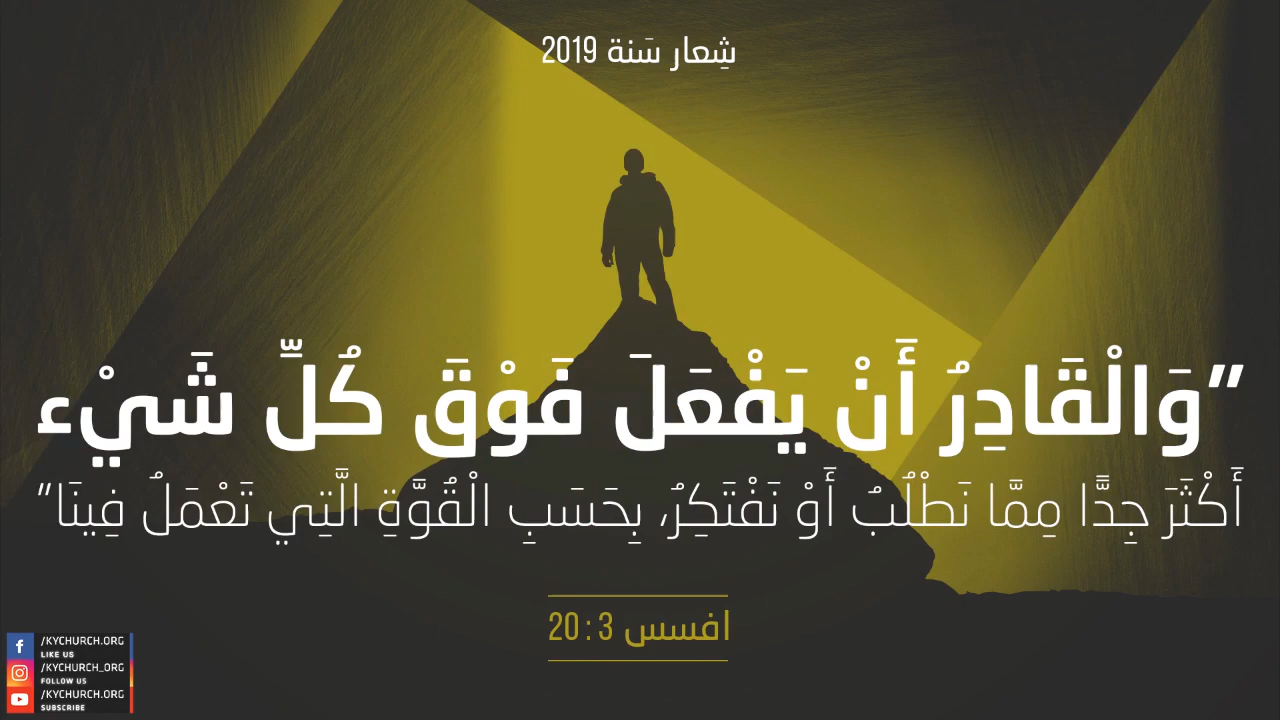 شِعار سَنة 2019
”وَالْقَادِرُ أَنْ يَفْعَلَ فَوْقَ كُلِّ شَيْء
أَكْثَرَ جِدًّا مِمَّا نَطْلُبُ أَوْ نَفْتَكِرُ، بِحَسَبِ الْقُوَّةِ الَّتِي تَعْمَلُ فِينَا”
افسس 3 : 20
/KYCHURCH.ORG
LIKE US
/KYCHURCH_ORG
FOLLOW US
/KYCHURCH.ORG
SUBSCRIBE